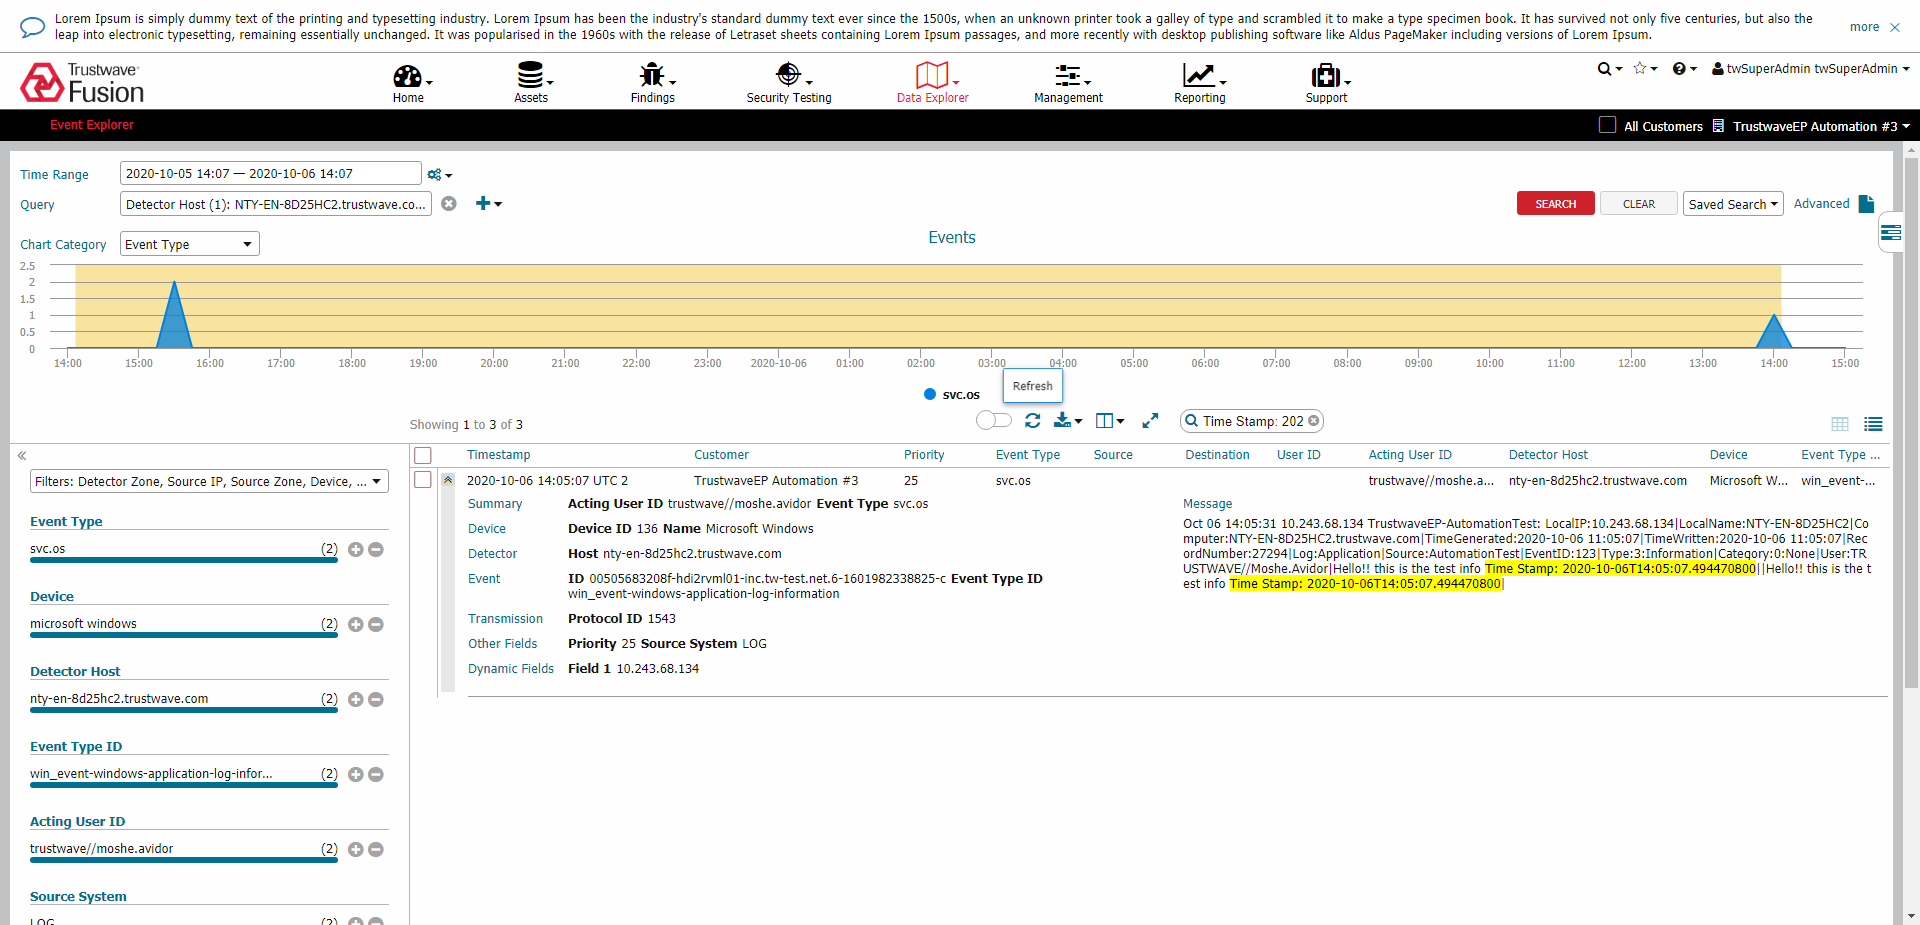 Lorem Ipsum is simply dummy text of the printing and typesetting industry. Lorem Ipsum has been the industry's standard dummy text ever since the 1500s, when an unknown printer took a galley of type and scrambled it to make a type specimen book. It has survived not only five centuries, but also the
leap into electronic typesetting, remaining essentially unchanged. It was popularised in the 1960s with the release of Letraset sheets containing Lorem Ipsum passages, and more recently with desktop publishing software like Aldus PageMaker including versions of Lorem Ipsum.
more
Trustwave
Fusion
Home Assets Findings Security Testing Data Explorer Management Reporting Support
twSuperAdmin twSuperAdmin
Event Explorer
All Customers TrustwaveEP Automation #3
Time Range 2020-10-05 14:07 — 2020-10-06 14:07
Query Detector Host (1): NTY-EN-8D25HC2.trustwave.co...
SEARCH CLEAR Saved Search Advanced
Chart Category Event Type
Events
2.5
2
1.5
1
0.5
0
14:00 15:00 16:00 17:00 18:00 19:00 20:00 21:00 22:00 23:00 2020-10-06 01:00 02:00 03:00 04:00 05:00 06:00 07:00 08:00 09:00 10:00 11:00 12:00 13:00 14:00 15:00
svc.os
Refresh
Showing 1 to 3 of 3
Time Stamp: 202
Filters: Detector Zone, Source IP, Source Zone, Device, ...
Event Type
svc.os (2)
Device
microsoft windows (2)
Detector Host
nty-en-8d25hc2.trustwave.com (2)
Event Type ID
win_event-windows-application-log-infor... (2)
Acting User ID
trustwave//moshe.avidor (2)
Source System
LOG (2)
Timestamp Customer Priority Event Type Source Destination User ID Acting User ID Detector Host Device Event Type ...
2020-10-06 14:05:07 UTC 2 TrustwaveEP Automation #3 25 svc.os trustwave//moshe.a... nty-en-8d25hc2.trustwave.com Microsoft W... win_event-...
Summary Acting User ID trustwave//moshe.avidor Event Type svc.os
Device Device ID 136 Name Microsoft Windows
Detector Host nty-en-8d25hc2.trustwave.com
Event ID 00505683208f-hdi2rvml01-inc.tw-test.net.6-1601982338825-c Event Type ID
win_event-windows-application-log-information
Transmission Protocol ID 1543
Other Fields Priority 25 Source System LOG
Dynamic Fields Field 1 10.243.68.134
Message
Oct 06 14:05:31 10.243.68.134 TrustwaveEP-AutomationTest: LocalIP:10.243.68.134|LocalName:NTY-EN-8D25HC2|Co
mputer:NTY-EN-8D25HC2.trustwave.com|TimeGenerated:2020-10-06 11:05:07|TimeWritten:2020-10-06 11:05:07|Rec
ordNumber:27294|Log:Application|Source:AutomationTest|EventID:123|Type:3:Information|Category:0:None|User:TR
USTWAVE//Moshe.Avidor|Hello!! this is the test info Time Stamp: 2020-10-06T14:05:07.494470800||Hello!! this is the t
est info Time Stamp: 2020-10-06T14:05:07.494470800|